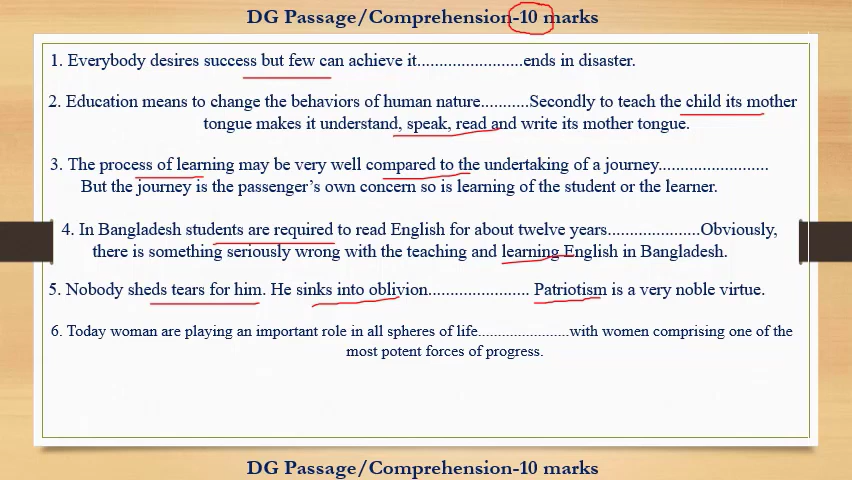 DG Passage/Comprehension-10 marks
1. Everybody desires success but few can achieve it........................ends in disaster.
2. Education means to change the behaviors of human nature...........Secondly to teach the child its mother
tongue makes it understand, speak, read and write its mother tongue.
3. The process of learning may be very well compared to the undertaking of a journey.........................
But the journey is the passenger's own concern so is learning of the student or the learner.
4. In Bangladesh students are required to read English for about twelve years.....................Obviously,
there is something seriously wrong with the teaching and learning English in Bangladesh.
5. Nobody sheds tears for him. He sinks into oblivion....................... Patriotism is a very noble virtue.
6. Today woman are playing an important role in all spheres of life.......................with women comprising one of the
most potent forces of progress.
DG Passage/Comprehension-10 marks